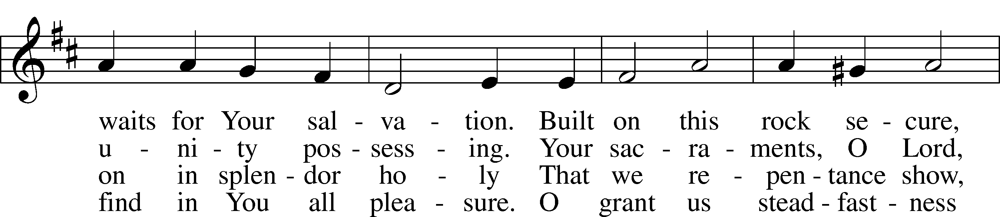 waits for Your sal - va - tion. Built on this rock se - cure,
u - ni - ty pos - sess - ing. Your sac - ra - ments, O Lord,
on in splen - dor ho - ly That we re - pen - tance show,
find in You all plea - sure. O grant us stead - fast - ness